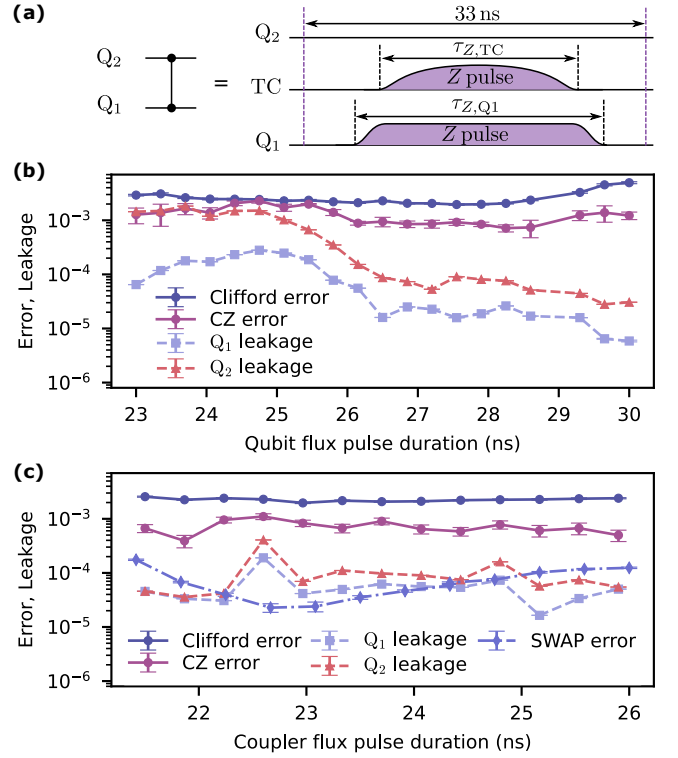 (a)
33 ns
Q₂
Q₂
τ_{Z,TC}
=
TC
Z pulse
Q₁
τ_{Z,Q1}
Q₁
Z pulse
(b)
Error, Leakage
10⁻³
10⁻⁴
10⁻⁵
10⁻⁶
Clifford error
CZ error
Q₁ leakage
Q₂ leakage
23 24 25 26 27 28 29 30
Qubit flux pulse duration (ns)
(c)
Error, Leakage
10⁻³
10⁻⁴
10⁻⁵
10⁻⁶
Clifford error Q₁ leakage SWAP error
CZ error Q₂ leakage
22 23 24 25 26
Coupler flux pulse duration (ns)